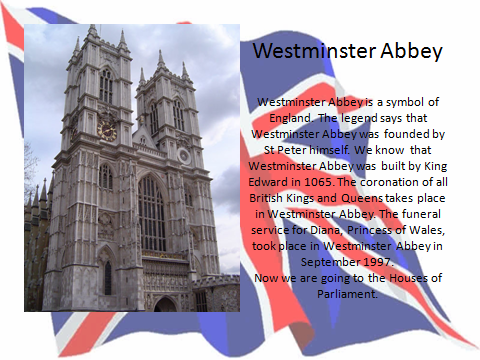 Westminster Abbey
Westminster Abbey is a symbol of
England. The legend says that
Westminster Abbey was founded by
St Peter himself. We know that
Westminster Abbey was built by King
Edward in 1065. The coronation of all
British Kings and Queens takes place
in Westminster Abbey. The funeral
service for Diana, Princess of Wales,
took place in Westminster Abbey in
September 1997.
Now we are going to the Houses of
Parliament.